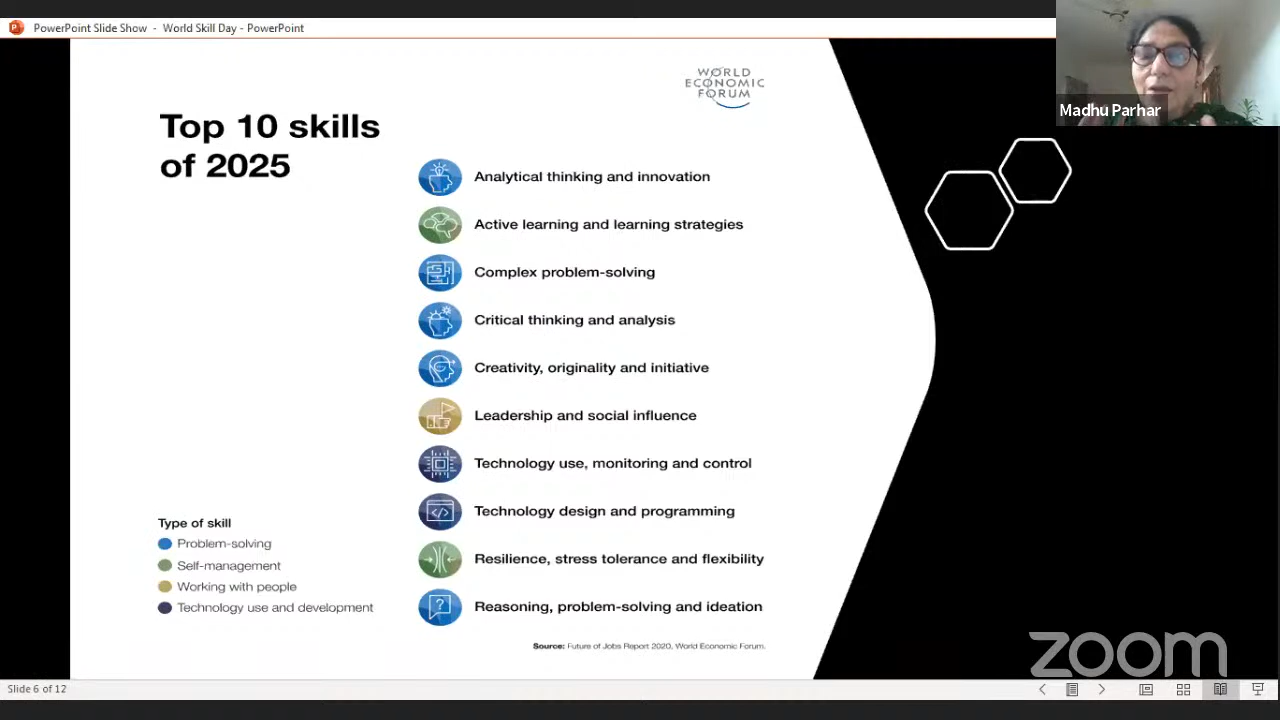 PowerPoint Slide Show - World Skill Day - PowerPoint
WORLD
ECONOMIC
FORUM
Madhu Parhar
Top 10 skills
of 2025
Analytical thinking and innovation
Active learning and learning strategies
Complex problem-solving
Critical thinking and analysis
Creativity, originality and initiative
Leadership and social influence
Technology use, monitoring and control
Technology design and programming
Resilience, stress tolerance and flexibility
Reasoning, problem-solving and ideation
Type of skill
Problem-solving
Self-management
Working with people
Technology use and development
Source: Future of Jobs Report 2020, World Economic Forum.
zoom
Slide 6 of 12